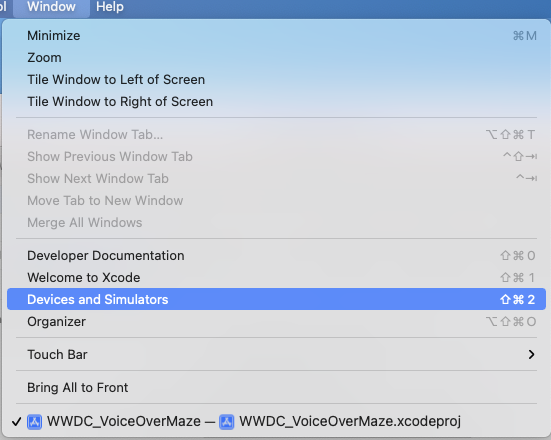 ol Window Help
Minimize ⌘M
Zoom
Tile Window to Left of Screen
Tile Window to Right of Screen
Rename Window Tab... ⌥⇧⌘T
Show Previous Window Tab ^⇧⇥
Show Next Window Tab ^⇥
Move Tab to New Window
Merge All Windows
Developer Documentation ⇧⌘0
Welcome to Xcode ⇧⌘1
Devices and Simulators ⇧⌘2
Organizer ⌥⇧⌘O
Touch Bar
Bring All to Front
✓ WWDC_VoiceOverMaze — WWDC_VoiceOverMaze.xcodeproj